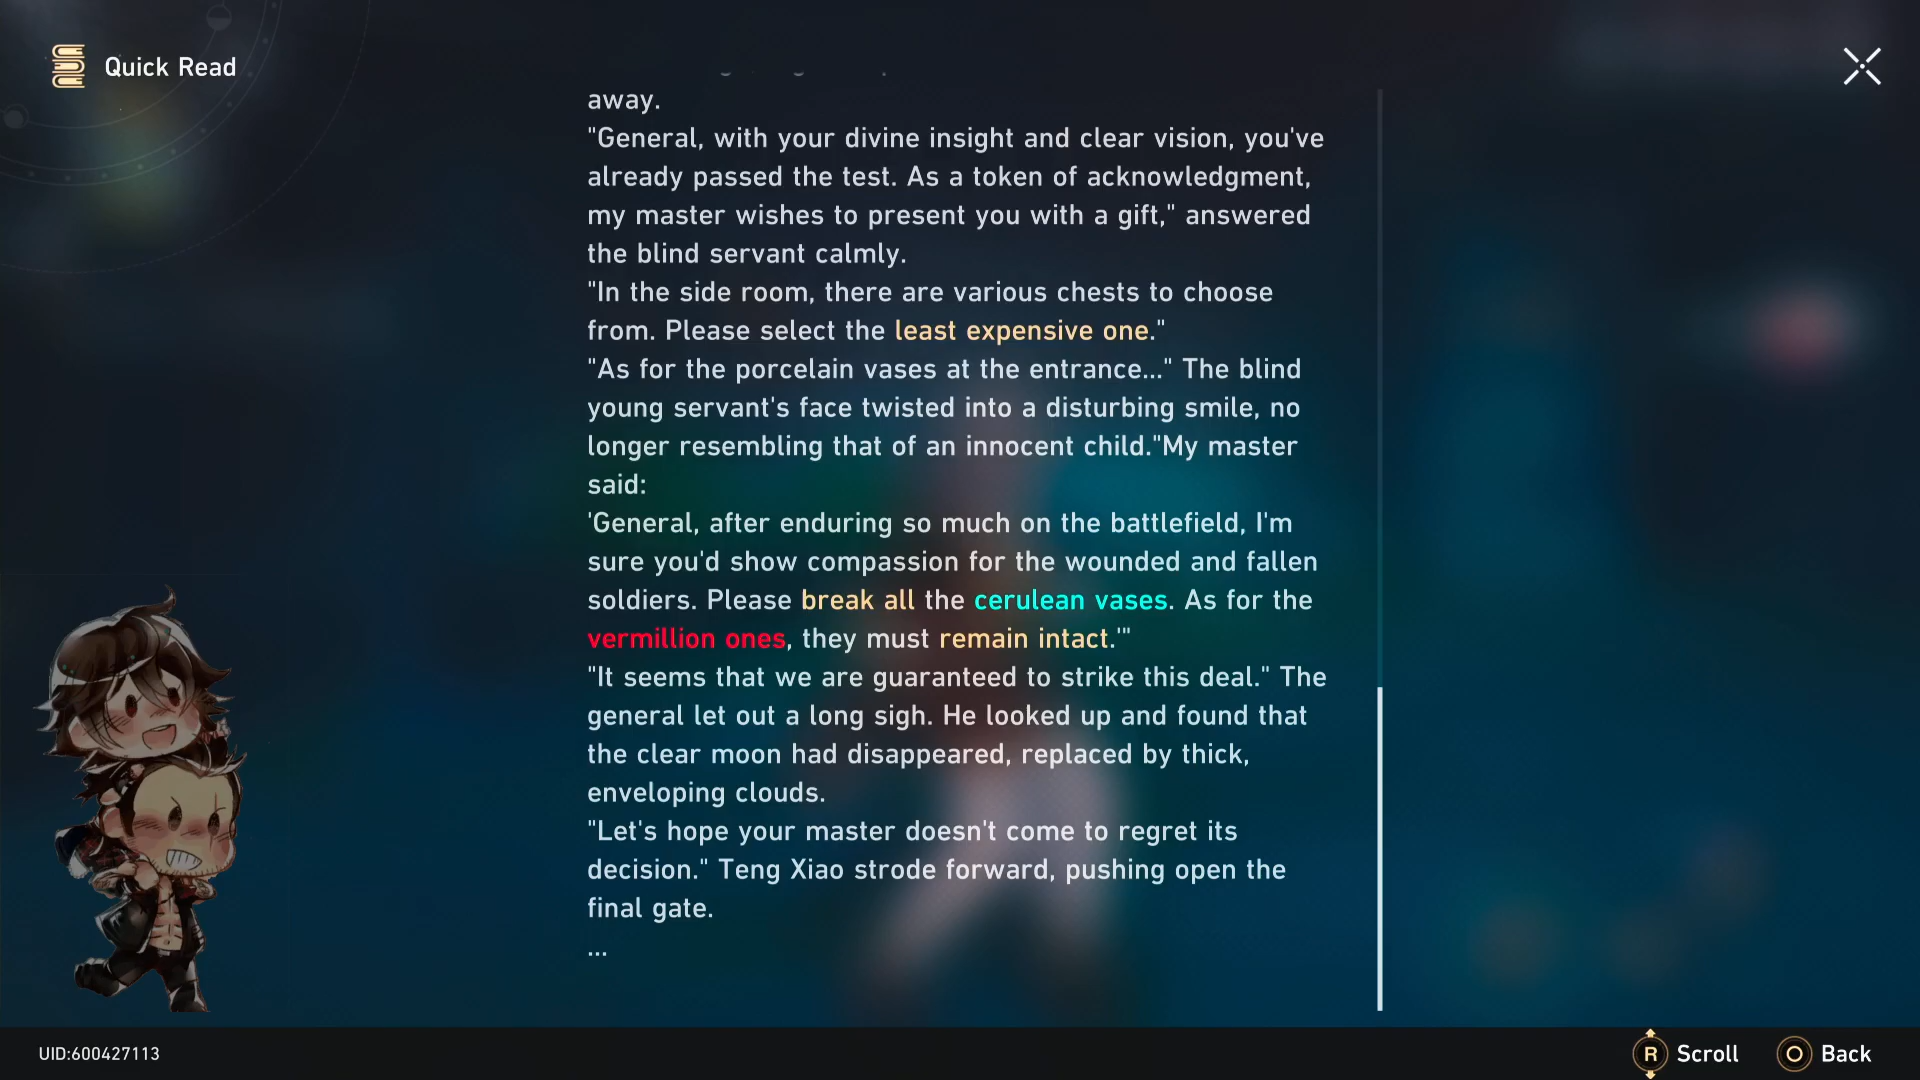 Quick Read
away.
"General, with your divine insight and clear vision, you've
already passed the test. As a token of acknowledgment,
my master wishes to present you with a gift," answered
the blind servant calmly.
"In the side room, there are various chests to choose
from. Please select the least expensive one."
"As for the porcelain vases at the entrance..." The blind
young servant's face twisted into a disturbing smile, no
longer resembling that of an innocent child."My master
said:
'General, after enduring so much on the battlefield, I'm
sure you'd show compassion for the wounded and fallen
soldiers. Please break all the cerulean vases. As for the
vermillion ones, they must remain intact.'"
"It seems that we are guaranteed to strike this deal." The
general let out a long sigh. He looked up and found that
the clear moon had disappeared, replaced by thick,
enveloping clouds.
"Let's hope your master doesn't come to regret its
decision." Teng Xiao strode forward, pushing open the
final gate.
...
UID:600427113
R Scroll
Back